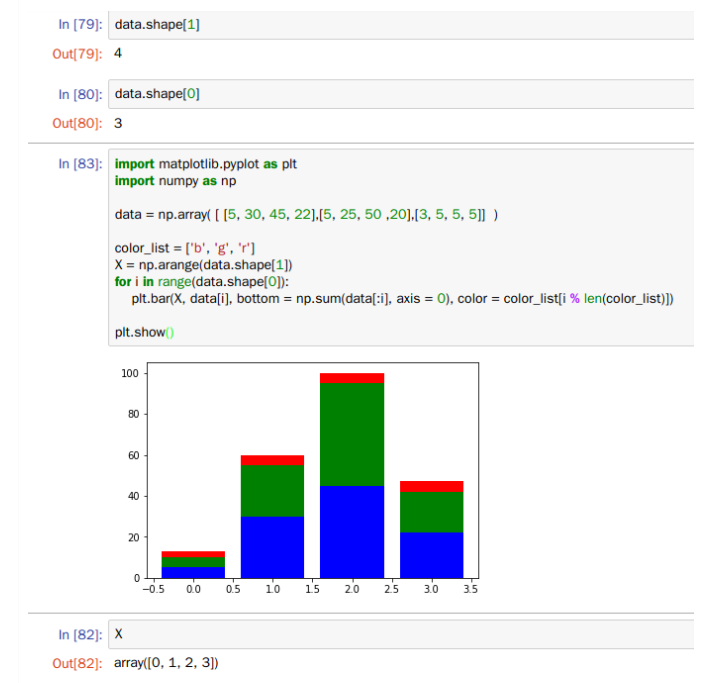 In [79]: data.shape[1]
Out[79]: 4
In [80]: data.shape[0]
Out[80]: 3
In [83]: import matplotlib.pyplot as plt
import numpy as np
data = np.array( [ [5, 30, 45, 22],[5, 25, 50 ,20],[3, 5, 5, 5]] )
color_list = ['b', 'g', 'r']
X = np.arange(data.shape[1])
for i in range(data.shape[0]):
plt.bar(X, data[i], bottom = np.sum(data[:i], axis = 0), color = color_list[i % len(color_list)])
plt.show()
100
80
60
40
20
0
−0.5 0.0 0.5 1.0 1.5 2.0 2.5 3.0 3.5
In [82]: X
Out[82]: array([0, 1, 2, 3])